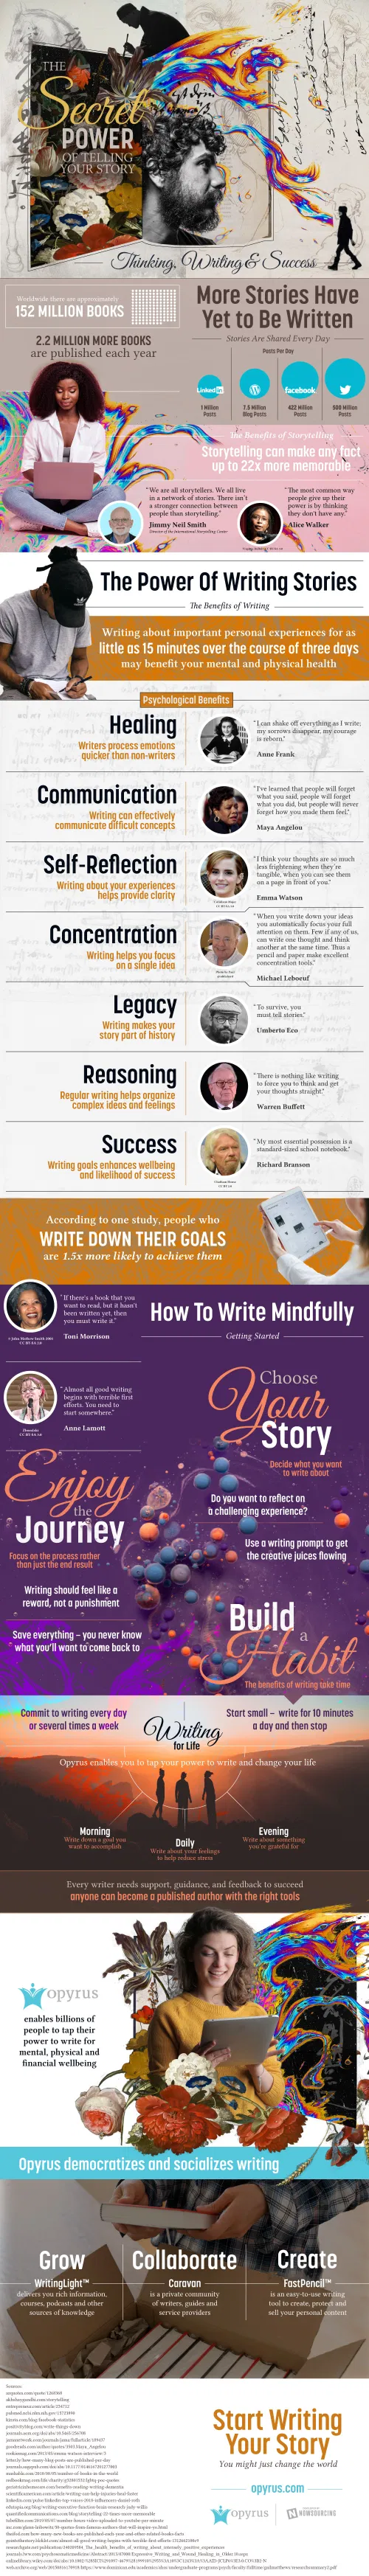 THE
Secret
POWER
OF TELLING
YOUR STORY
Thinking, Writing & Success
Worldwide there are approximately
152 MILLION BOOKS
2.2 MILLION MORE BOOKS
are published each year
More Stories Have
Yet to Be Written
Stories Are Shared Every Day
Posts Per Day
LinkedIn
facebook
1 Million
Posts
7.5 Million
Blog Posts
422 Million
Posts
500 Million
Posts
The Benefits of Storytelling
Storytelling can make any fact
up to 22x more memorable
"We are all storytellers. We all live
in a network of stories. There isn't
a stronger connection between
people than storytelling."
Jimmy Neil Smith
Director of the International Storytelling Center
"The most common way
people give up their
power is by thinking
they don't have any."
Alice Walker
The Power Of Writing Stories
The Benefits of Writing
Writing about important personal experiences for as
little as 15 minutes over the course of three days
may benefit your mental and physical health
Psychological Benefits
Healing
Writers process emotions
quicker than non-writers
"I can shake off everything as I write;
my sorrows disappear, my courage
is reborn."
Anne Frank
Communication
Writing can effectively
communicate difficult concepts
"I've learned that people will forget
what you said, people will forget
what you did, but people will never
forget how you made them feel."
Maya Angelou
Self-Reflection
Writing about your experiences
helps provide clarity
"I think your thoughts are so much
less frightening when they're
tangible, when you can see them
on a page in front of you."
Emma Watson
Concentration
Writing helps you focus
on a single idea
"When you write down your ideas
you automatically focus your full
attention on them. Few if any of us,
can write one thought and think
another at the same time. Thus a
pencil and paper make excellent
concentration tools."
Michael Leboeuf
Legacy
Writing makes your
story part of history
"To survive, you
must tell stories."
Umberto Eco
Reasoning
Regular writing helps organize
complex ideas and feelings
"There is nothing like writing
to force you to think and get
your thoughts straight."
Warren Buffett
Success
Writing goals enhances wellbeing
and likelihood of success
"My most essential possession is a
standard-sized school notebook."
Richard Branson
According to one study, people who
WRITE DOWN THEIR GOALS
are 1.5x more likely to achieve them
"If there's a book that you
want to read, but it hasn't
been written yet, then
you must write it."
Toni Morrison
How To Write Mindfully
Getting Started
"Almost all good writing
begins with terrible first
efforts. You need to
start somewhere."
Anne Lamott
Choose
Your
Story
Decide what you want
to write about
Do you want to reflect on
a challenging experience?
Use a writing prompt to get
the creative juices flowing
Enjoy
the
Journey
Focus on the process rather
than just the end result
Writing should feel like a
reward, not a punishment
Save everything – you never know
what you'll want to come back to
Build
a
Habit
The benefits of writing take time
Commit to writing every day
or several times a week
Start small – write for 10 minutes
a day and then stop
Writing
for Life
Opyrus enables you to tap your power to write and change your life
Morning
Write down a goal you
want to accomplish
Daily
Write about your feelings
to help reduce stress
Evening
Write about something
you're grateful for
Every writer needs support, guidance, and feedback to succeed
anyone can become a published author with the right tools
opyrus
enables billions of
people to tap their
power to write for
mental, physical and
financial wellbeing
Opyrus democratizes and socializes writing
Grow
WritingLight™
delivers you rich information,
courses, podcasts and other
sources of knowledge
Collaborate
Caravan
is a private community
of writers, guides and
service providers
Create
FastPencil™
is an easy-to-use writing
tool to create, protect and
sell your personal content
Sources:
Start Writing
Your Story
You might just change the world
opyrus.com
opyrus
NOWSOURCING